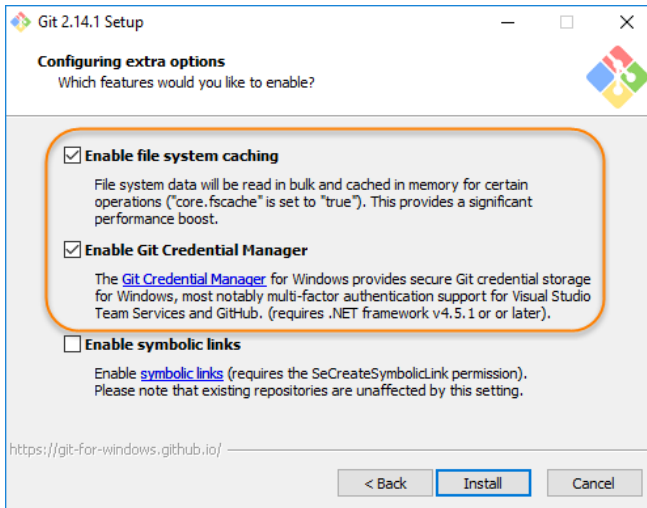 Git 2.14.1 Setup
Configuring extra options
Which features would you like to enable?
Enable file system caching
File system data will be read in bulk and cached in memory for certain
operations ("core.fscache" is set to "true"). This provides a significant
performance boost.
Enable Git Credential Manager
The Git Credential Manager for Windows provides secure Git credential storage
for Windows, most notably multi-factor authentication support for Visual Studio
Team Services and GitHub. (requires .NET framework v4.5.1 or or later).
Enable symbolic links
Enable symbolic links (requires the SeCreateSymbolicLink permission).
Please note that existing repositories are unaffected by this setting.
https://git-for-windows.github.io/
< Back Install Cancel